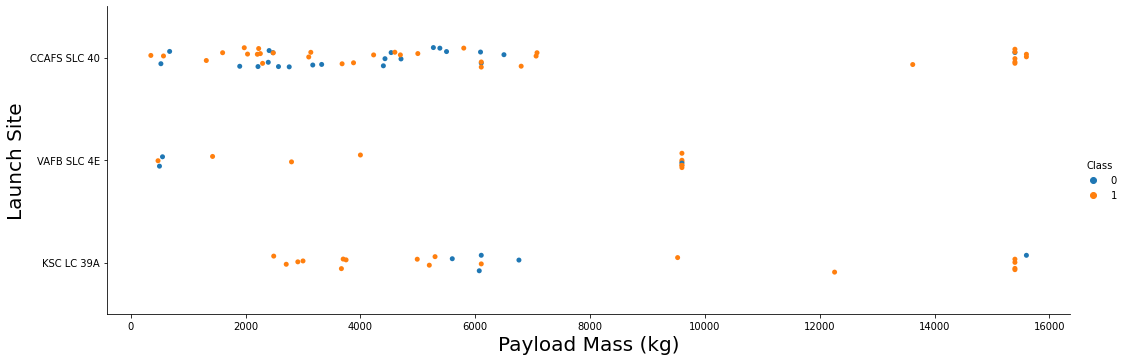 Launch Site
CCAFS SLC 40
VAFB SLC 4E
KSC LC 39A
0 2000 4000 6000 8000 10000 12000 14000 16000
Payload Mass (kg)
Class
0
1